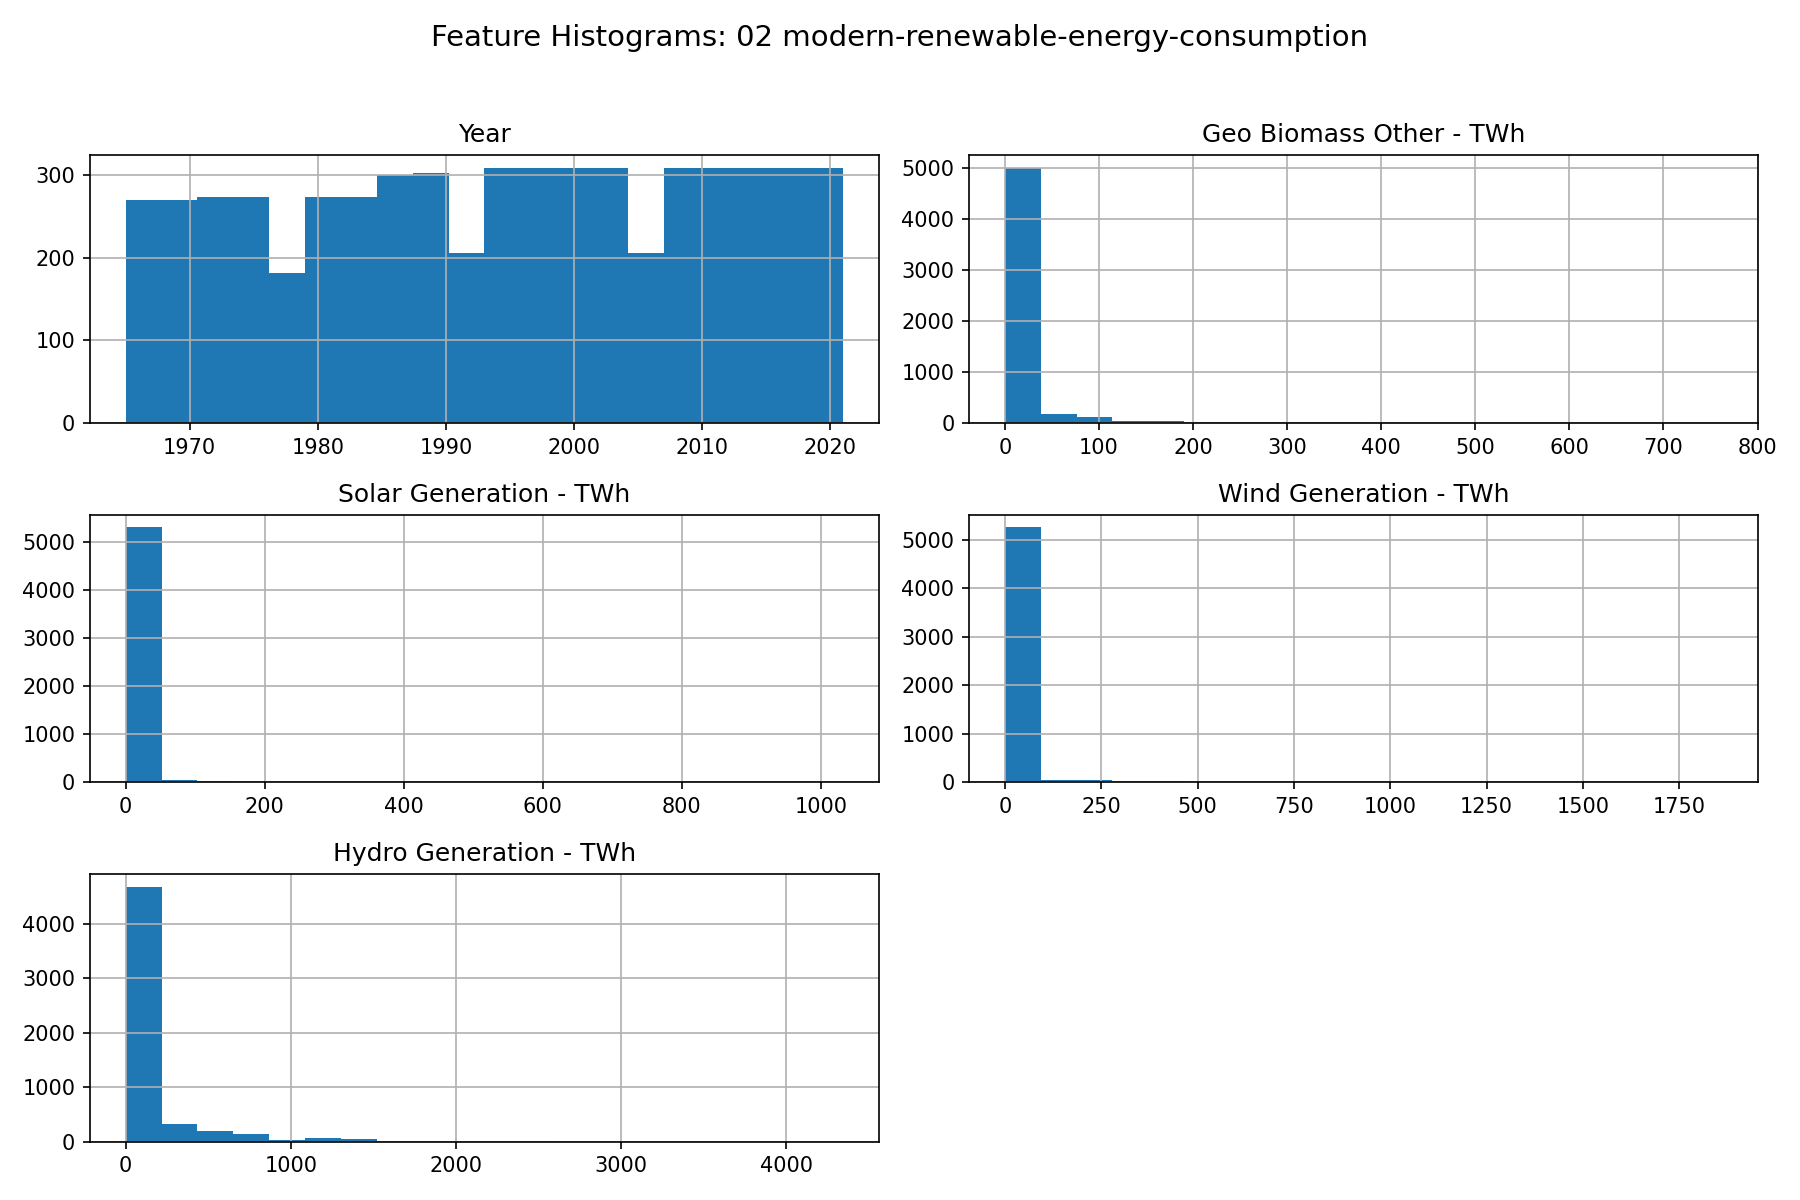 Feature Histograms: 02 modern-renewable-energy-consumption
Year
300
200
100
0
1970 1980 1990 2000 2010 2020
Geo Biomass Other - TWh
5000
4000
3000
2000
1000
0
0 100 200 300 400 500 600 700 800
Solar Generation - TWh
5000
4000
3000
2000
1000
0
0 200 400 600 800 1000
Wind Generation - TWh
5000
4000
3000
2000
1000
0
0 250 500 750 1000 1250 1500 1750
Hydro Generation - TWh
4000
3000
2000
1000
0
0 1000 2000 3000 4000